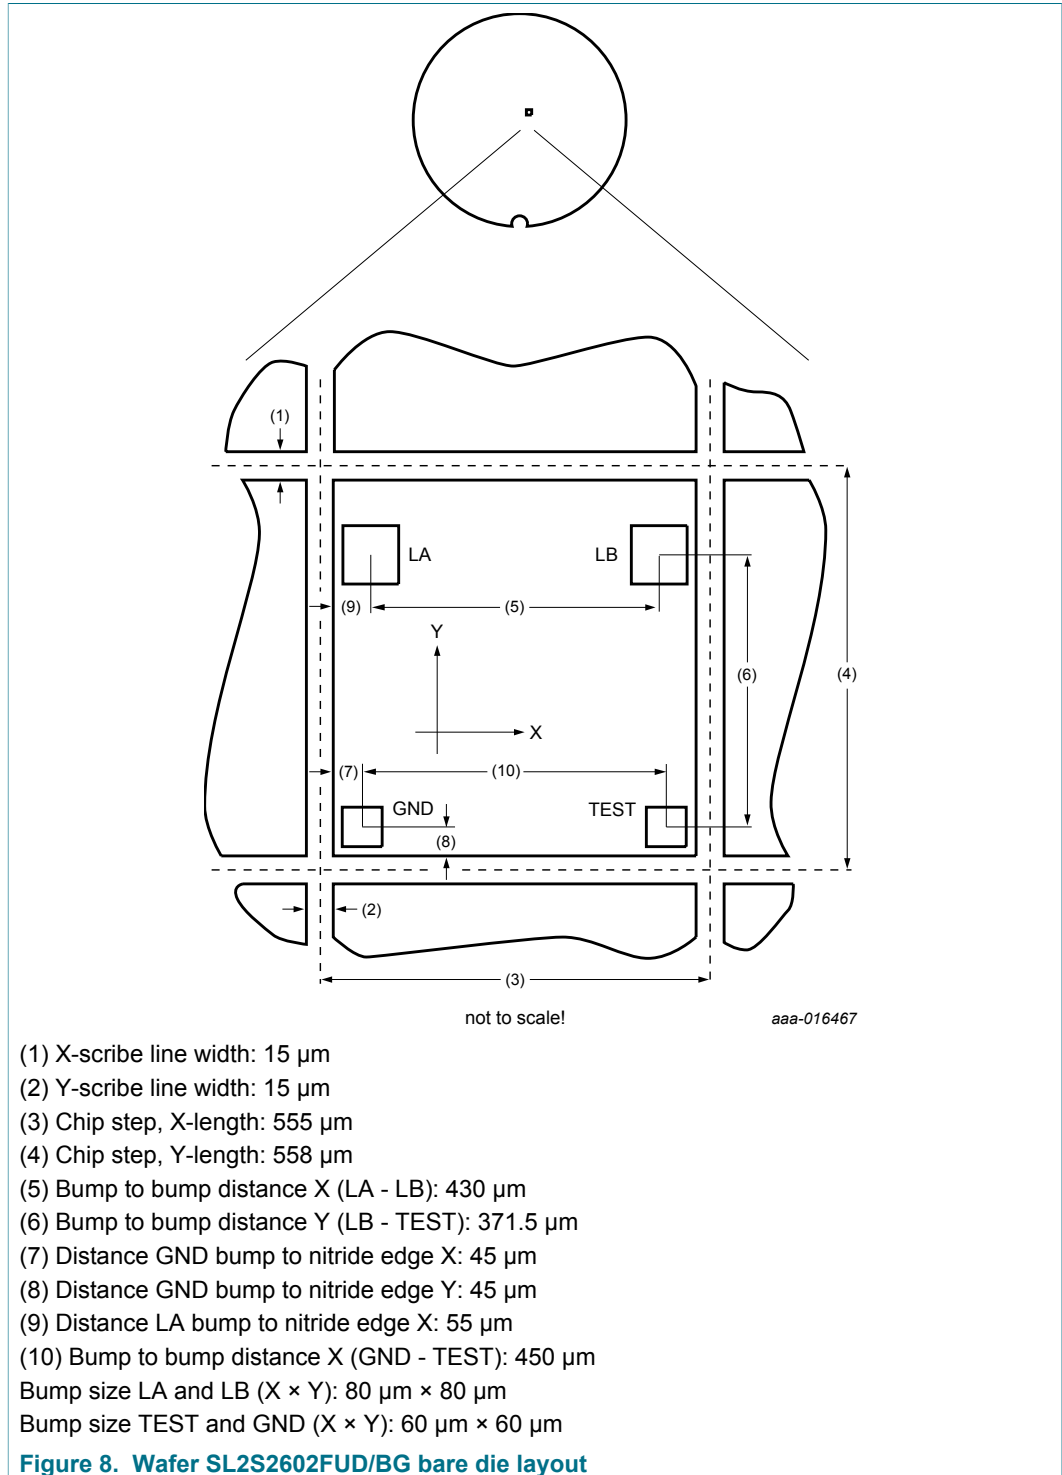 (1)
LA
LB
(9)
(5)
Y
(6)
(4)
X
(7)
(10)
GND
TEST
(8)
(2)
(3)
not to scale!
aaa-016467
(1) X-scribe line width: 15 µm
(2) Y-scribe line width: 15 µm
(3) Chip step, X-length: 555 µm
(4) Chip step, Y-length: 558 µm
(5) Bump to bump distance X (LA - LB): 430 µm
(6) Bump to bump distance Y (LB - TEST): 371.5 µm
(7) Distance GND bump to nitride edge X: 45 µm
(8) Distance GND bump to nitride edge Y: 45 µm
(9) Distance LA bump to nitride edge X: 55 µm
(10) Bump to bump distance X (GND - TEST): 450 µm
Bump size LA and LB (X × Y): 80 µm × 80 µm
Bump size TEST and GND (X × Y): 60 µm × 60 µm
Figure 8. Wafer SL2S2602FUD/BG bare die layout